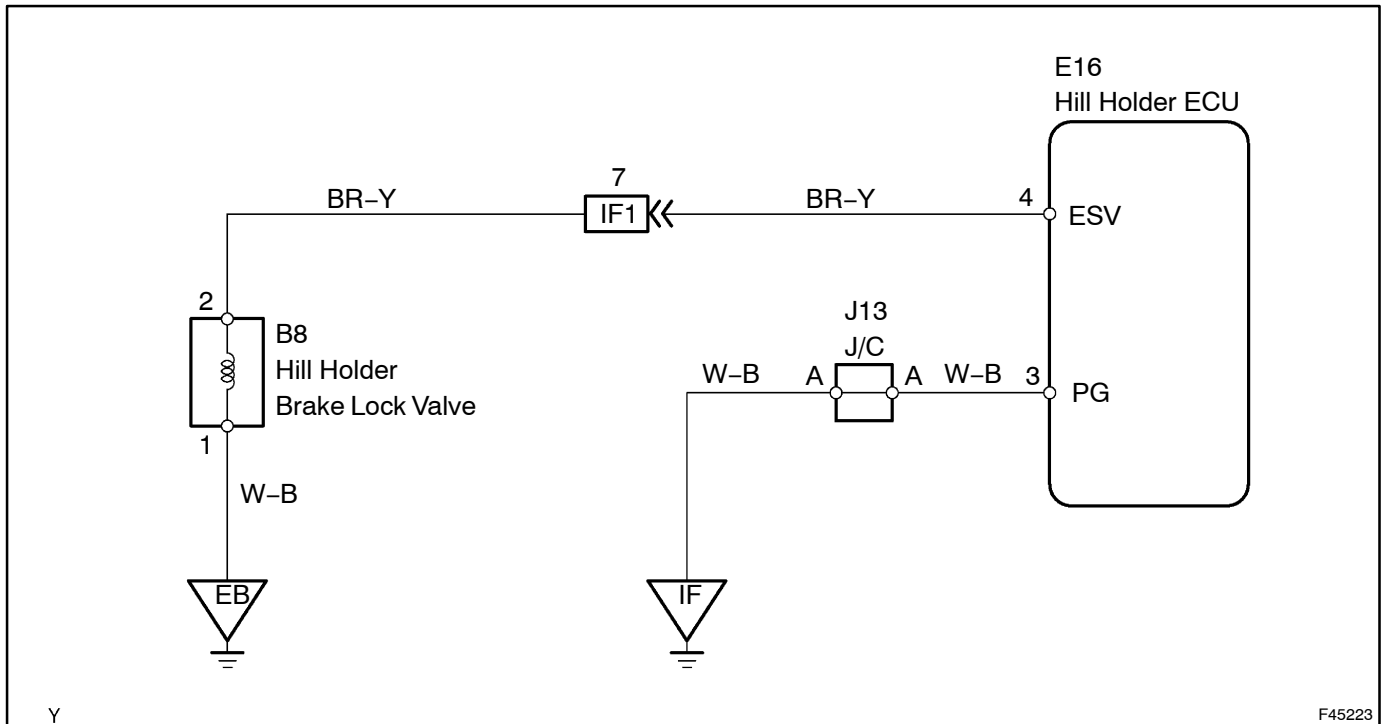 E16
Hill Holder ECU
7
BR–Y
IF1
BR–Y
4
ESV
2
B8
Hill Holder
Brake Lock Valve
1
J13
J/C
W–B
A
A
W–B
3
PG
W–B
EB
IF
Y
F45223